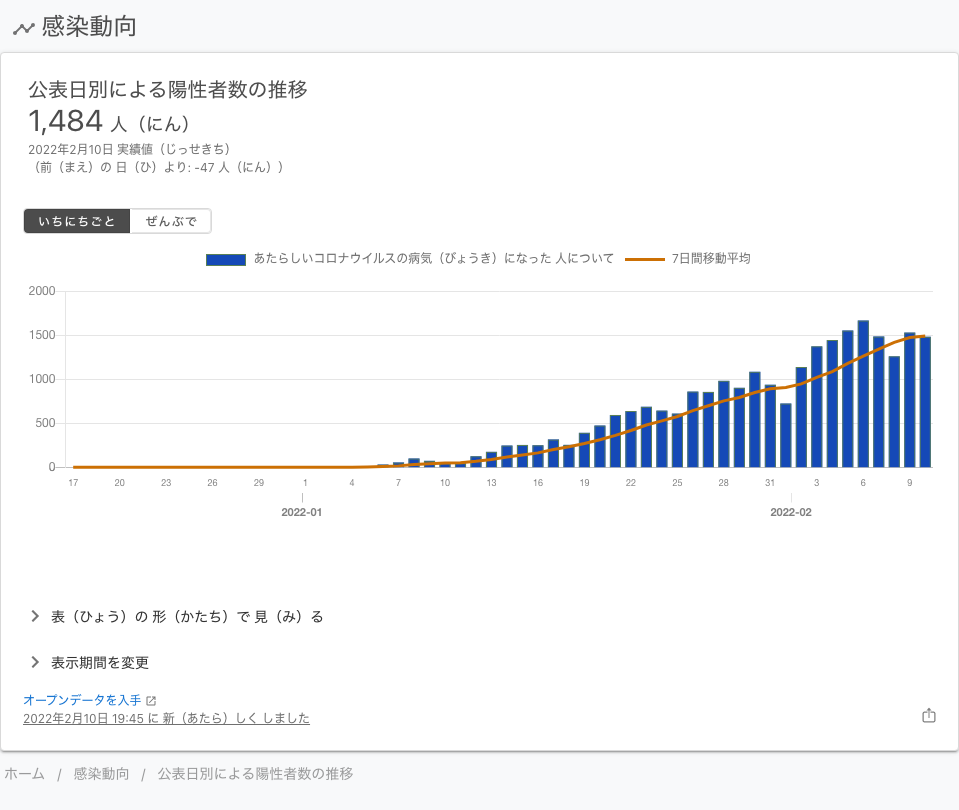 感染動向
公表日別による陽性者数の推移
1,484 人（にん）
2022年2月10日 実績値（じっせきち）
（前（まえ）の 日（ひ）より: -47 人（にん））
いちにちごと ぜんぶで
あたらしいコロナウイルスの病気（びょうき）になった 人について 7日間移動平均
2000
1500
1000
500
0
17 20 23 26 29 1 4 7 10 13 16 19 22 25 28 31 3 6 9
2022-01 2022-02
表（ひょう）の 形（かたち）で 見（み）る
表示期間を変更
オープンデータを入手
2022年2月10日 19:45 に 新（あたら）しく しました
ホーム / 感染動向 / 公表日別による陽性者数の推移